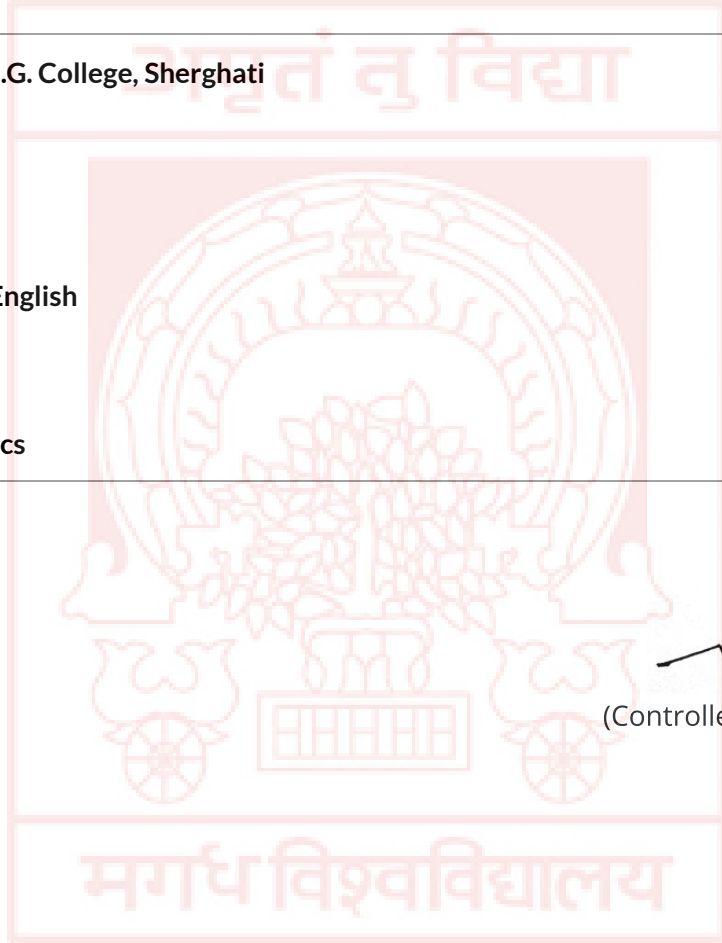 अमृतं तु विद्या
.G. College, Sherghati
English
cs
(Controlle
मगध विश्वविद्यालय